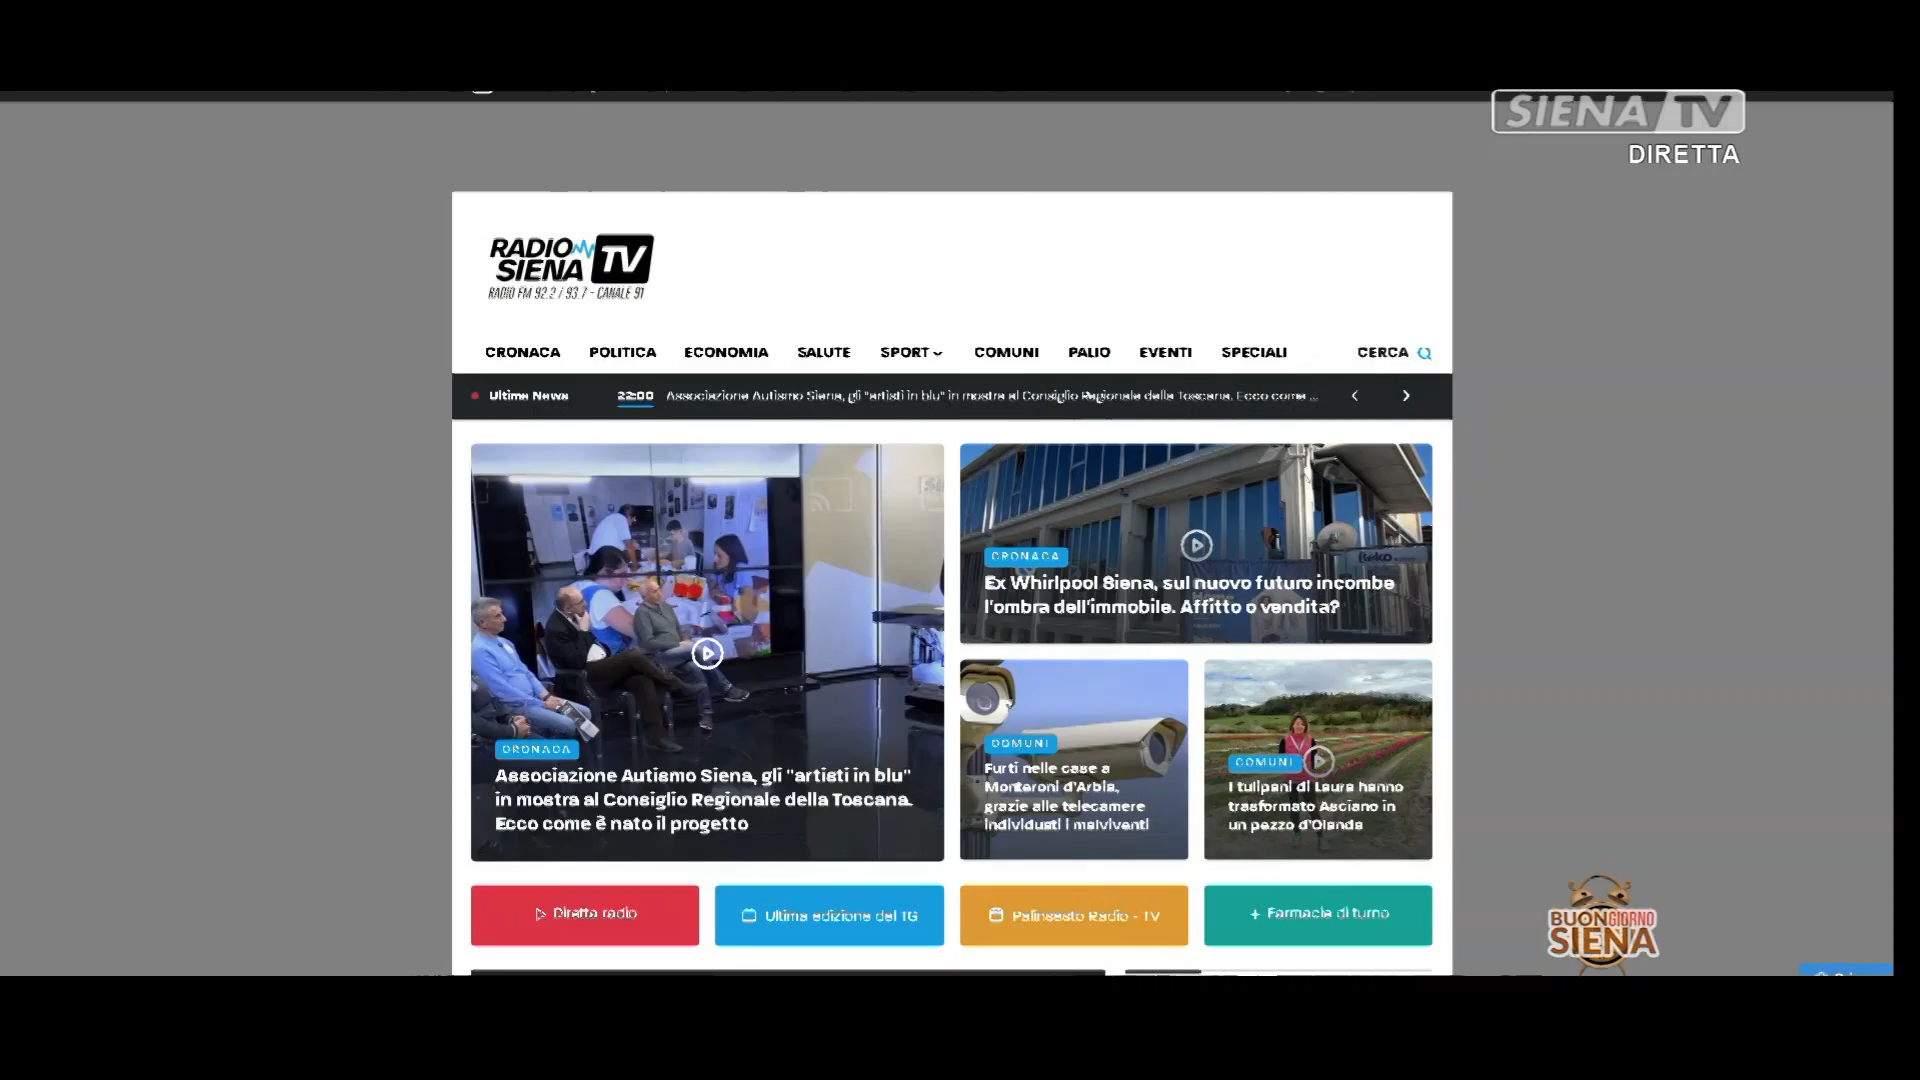 SIENA TV
DIRETTA
RADIO SIENA TV
RADIO FM 92.2 / 93.7 - CANALE 91
CRONACA POLITICA ECONOMIA SALUTE SPORT COMUNI PALIO EVENTI SPECIALI CERCA
Ultime News 22:00 Associazione Autismo Siena, gli "artisti in blu" in mostra al Consiglio Regionale della Toscana. Ecco come ...
CRONACA
Associazione Autismo Siena, gli "artisti in blu"
in mostra al Consiglio Regionale della Toscana.
Ecco come è nato il progetto
teko
CRONACA
Ex Whirlpool Siena, sul nuovo futuro incombe
l'ombra dell'immobile. Affitto o vendita?
COMUNI
Furti nelle case a
Monteroni d'Arbia,
grazie alle telecamere
individuati i malviventi
COMUNI
I tulipani di Laura hanno
trasformato Asciano in
un pezzo d'Olanda
Diretta radio
Ultima edizione del TG
Palinsesto Radio - TV
Farmacie di turno
BUONGIORNO
SIENA